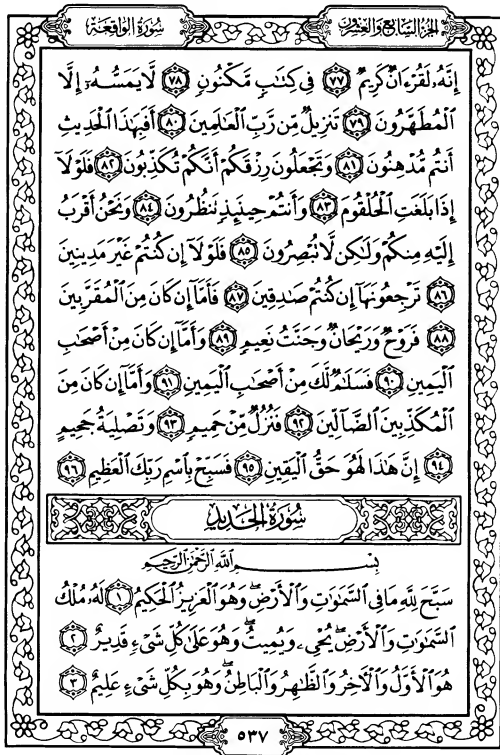 الجزء السابع والعشرون
سورة الواقعة
إِنَّهُۥ لَقُرْءَانٌ كَرِيمٌ ٧٧ فِى كِتَٰبٍ مَّكْنُونٍ ٧٨ لَّا يَمَسُّهُۥٓ إِلَّا
ٱلْمُطَهَّرُونَ ٧٩ تَنزِيلٌ مِّن رَّبِّ ٱلْعَٰلَمِينَ ٨٠ أَفَبِهَٰذَا ٱلْحَدِيثِ
أَنتُم مُّدْهِنُونَ ٨١ وَتَجْعَلُونَ رِزْقَكُمْ أَنَّكُمْ تُكَذِّبُونَ ٨٢ فَلَوْلَآ
إِذَا بَلَغَتِ ٱلْحُلْقُومَ ٨٣ وَأَنتُمْ حِينَئِذٍ تَنظُرُونَ ٨٤ وَنَحْنُ أَقْرَبُ
إِلَيْهِ مِنكُمْ وَلَٰكِن لَّا تُبْصِرُونَ ٨٥ فَلَوْلَآ إِن كُنتُمْ غَيْرَ مَدِينِينَ
٨٦ تَرْجِعُونَهَآ إِن كُنتُمْ صَٰدِقِينَ ٨٧ فَأَمَّآ إِن كَانَ مِنَ ٱلْمُقَرَّبِينَ
٨٨ فَرَوْحٌ وَرَيْحَانٌ وَجَنَّتُ نَعِيمٍ ٨٩ وَأَمَّآ إِن كَانَ مِنْ أَصْحَٰبِ
ٱلْيَمِينِ ٩٠ فَسَلَٰمٌ لَّكَ مِنْ أَصْحَٰبِ ٱلْيَمِينِ ٩١ وَأَمَّآ إِن كَانَ مِنَ
ٱلْمُكَذِّبِينَ ٱلضَّآلِّينَ ٩٢ فَنُزُلٌ مِّنْ حَمِيمٍ ٩٣ وَتَصْلِيَةُ جَحِيمٍ
٩٤ إِنَّ هَٰذَا لَهُوَ حَقُّ ٱلْيَقِينِ ٩٥ فَسَبِّحْ بِٱسْمِ رَبِّكَ ٱلْعَظِيمِ ٩٦
سُورَةُ الحَدِيدِ
بِسْمِ ٱللَّهِ ٱلرَّحْمَٰنِ ٱلرَّحِيمِ
سَبَّحَ لِلَّهِ مَا فِى ٱلسَّمَٰوَٰتِ وَٱلْأَرْضِ ۖ وَهُوَ ٱلْعَزِيزُ ٱلْحَكِيمُ ١ لَهُۥ مُلْكُ
ٱلسَّمَٰوَٰتِ وَٱلْأَرْضِ ۖ يُحْىِۦ وَيُمِيتُ ۖ وَهُوَ عَلَىٰ كُلِّ شَىْءٍ قَدِيرٌ ٢
هُوَ ٱلْأَوَّلُ وَٱلْءَاخِرُ وَٱلظَّٰهِرُ وَٱلْبَاطِنُ ۖ وَهُوَ بِكُلِّ شَىْءٍ عَلِيمٌ ٣
٥٣٧